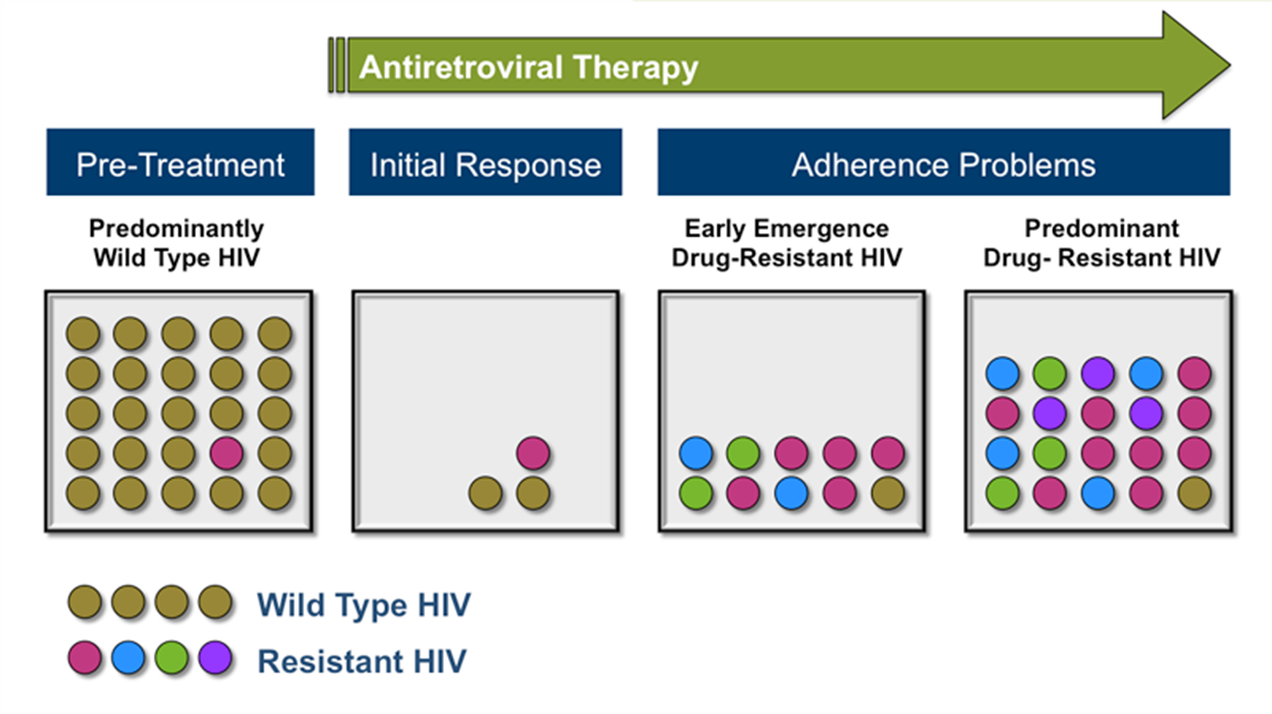 Antiretroviral Therapy
Pre-Treatment
Initial Response
Adherence Problems
Predominantly
Wild Type HIV
Early Emergence
Drug-Resistant HIV
Predominant
Drug- Resistant HIV
Wild Type HIV
Resistant HIV